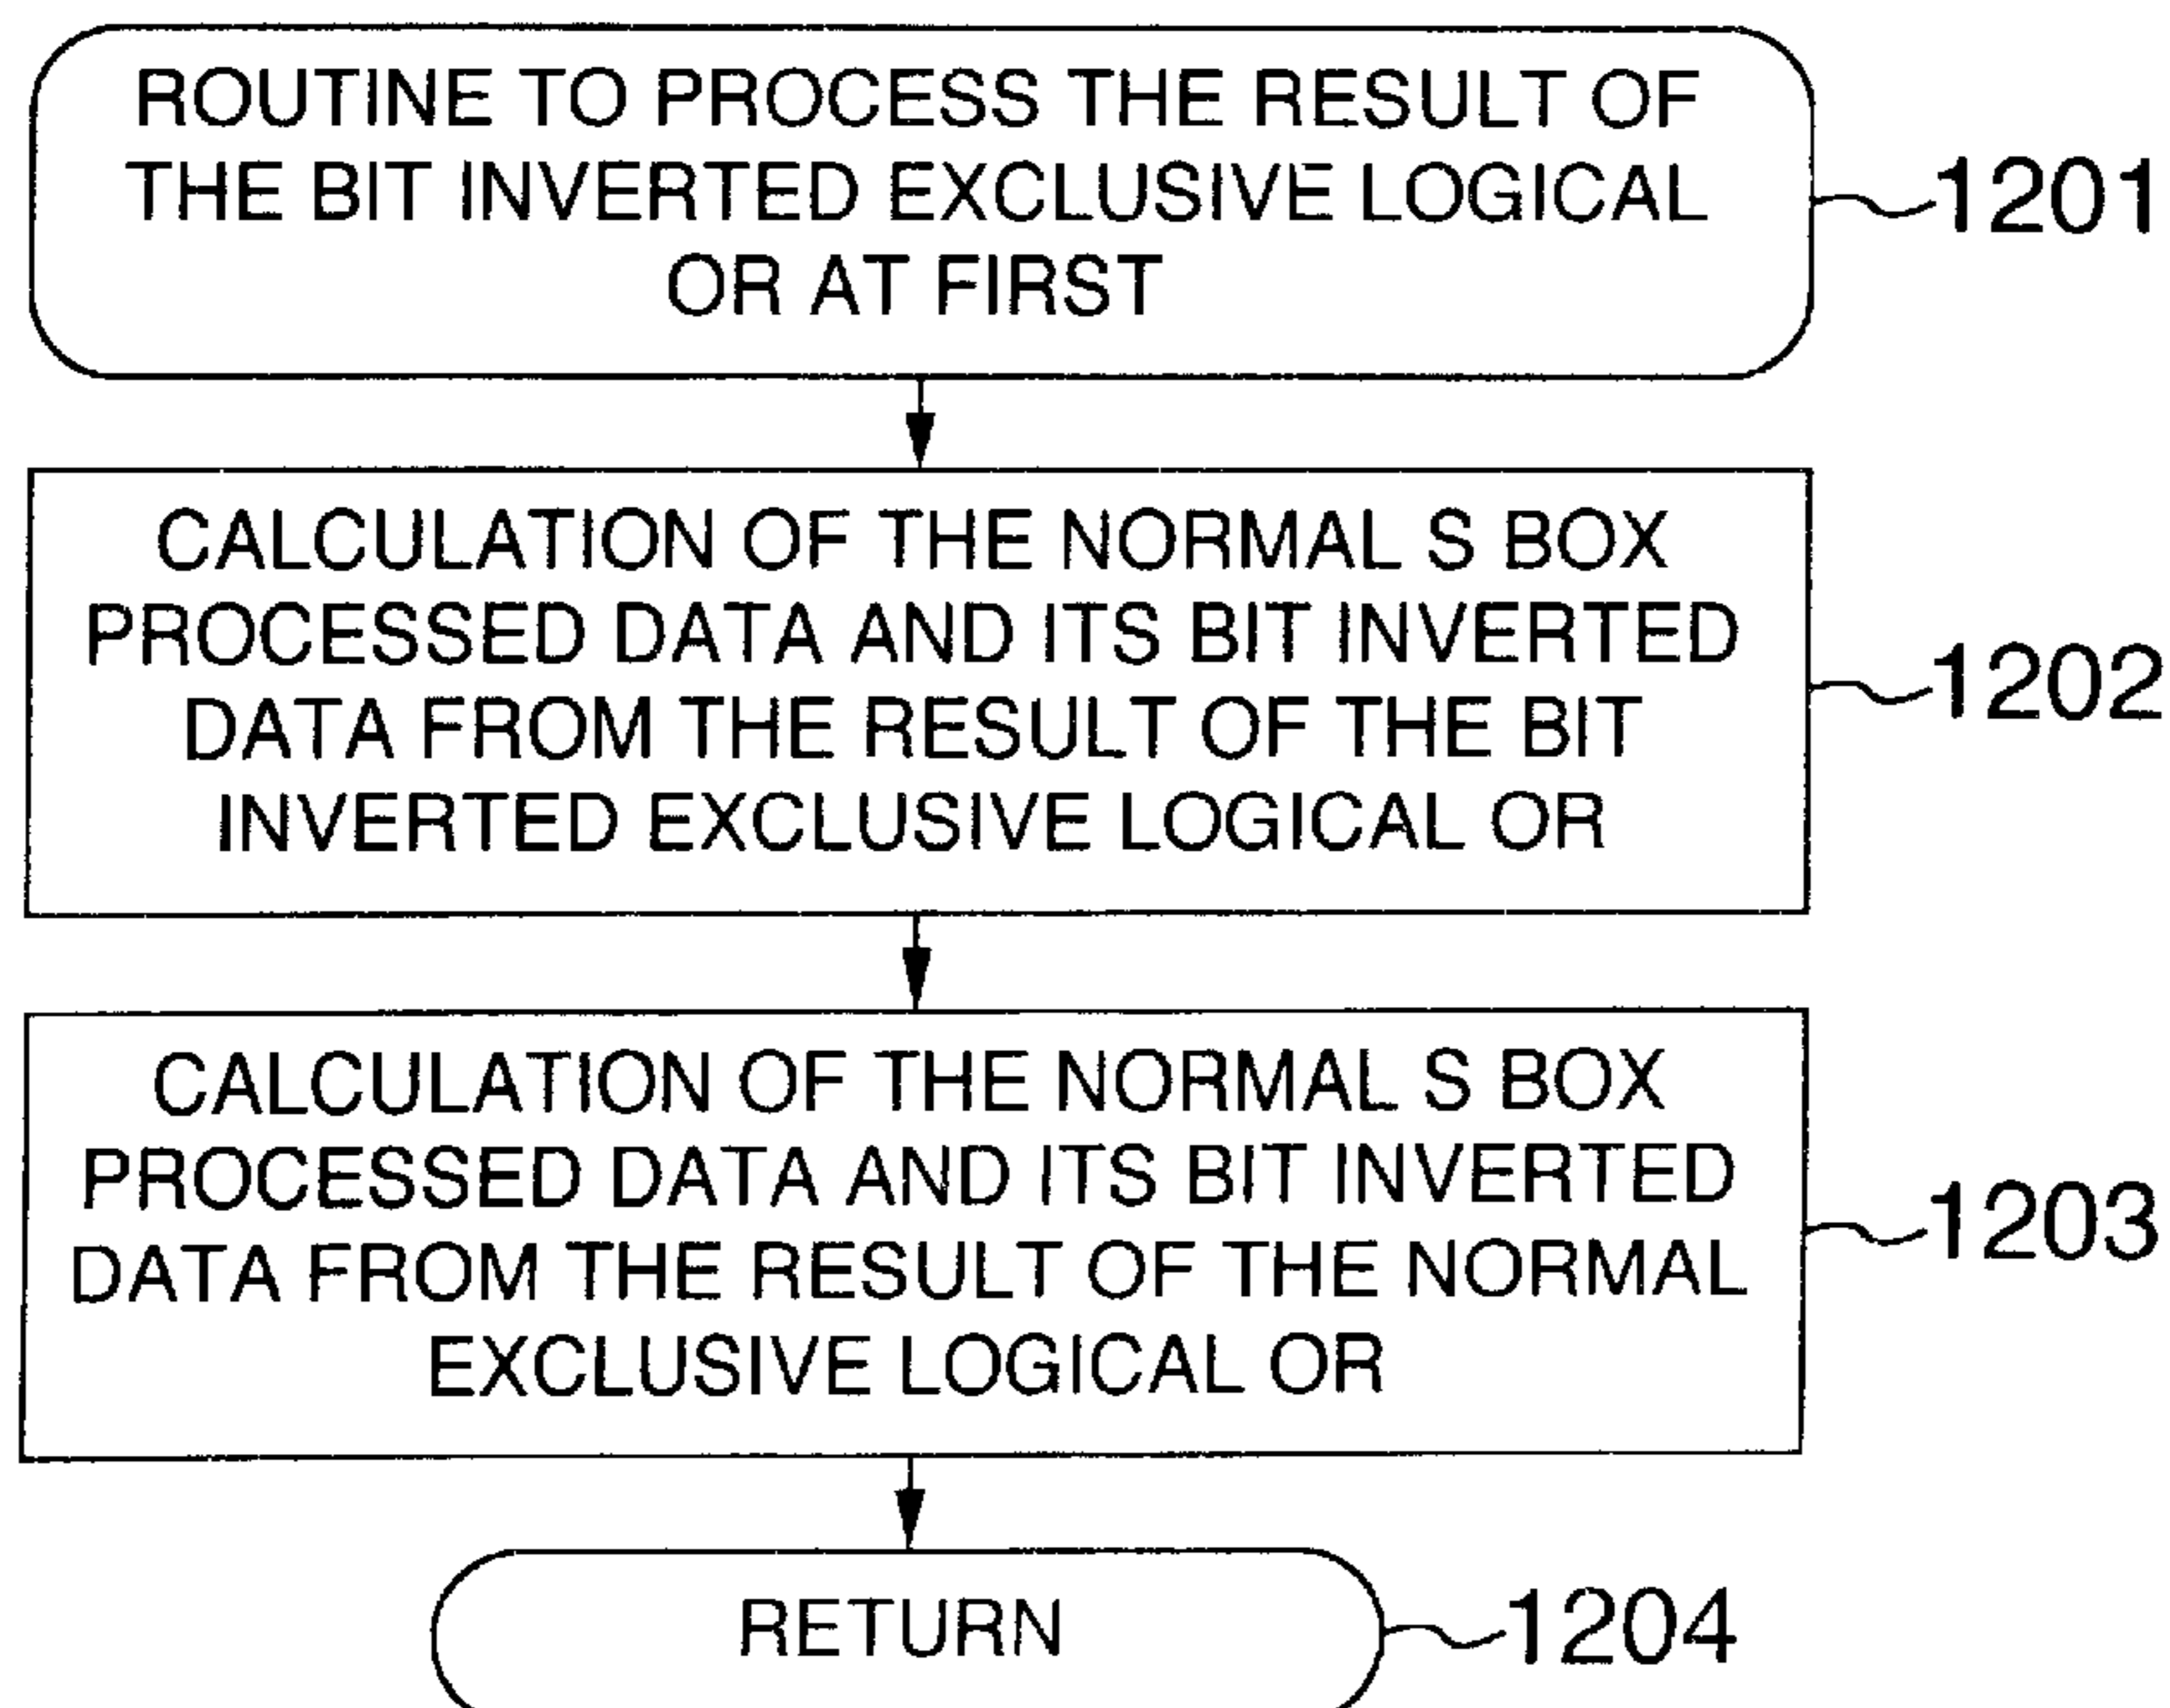 ROUTINE TO PROCESS THE RESULT OF
THE BIT INVERTED EXCLUSIVE LOGICAL
OR AT FIRST
1201
CALCULATION OF THE NORMAL S BOX
PROCESSED DATA AND ITS BIT INVERTED
DATA FROM THE RESULT OF THE BIT
INVERTED EXCLUSIVE LOGICAL OR
1202
CALCULATION OF THE NORMAL S BOX
PROCESSED DATA AND ITS BIT INVERTED
DATA FROM THE RESULT OF THE NORMAL
EXCLUSIVE LOGICAL OR
1203
RETURN
1204